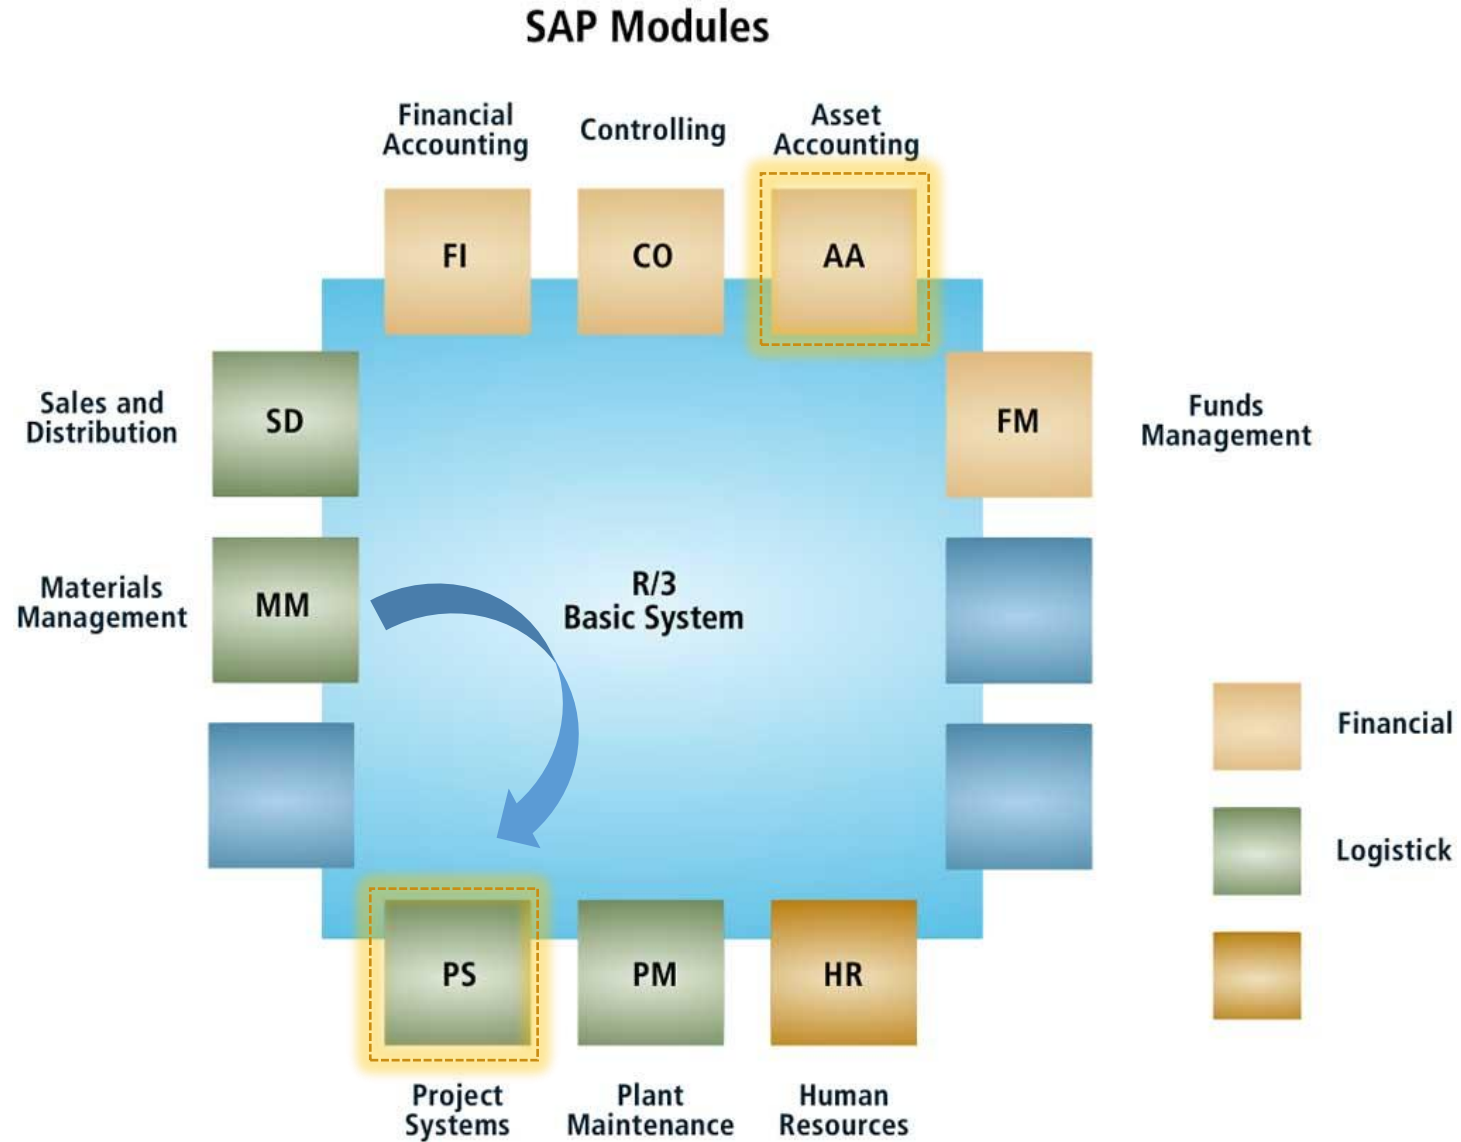 SAP Modules
Financial
Accounting
Controlling
Asset
Accounting
FI
CO
AA
Sales and
Distribution
SD
FM
Funds
Management
Materials
Management
MM
R/3
Basic System
Financial
Logistick
PS
PM
HR
Project
Systems
Plant
Maintenance
Human
Resources